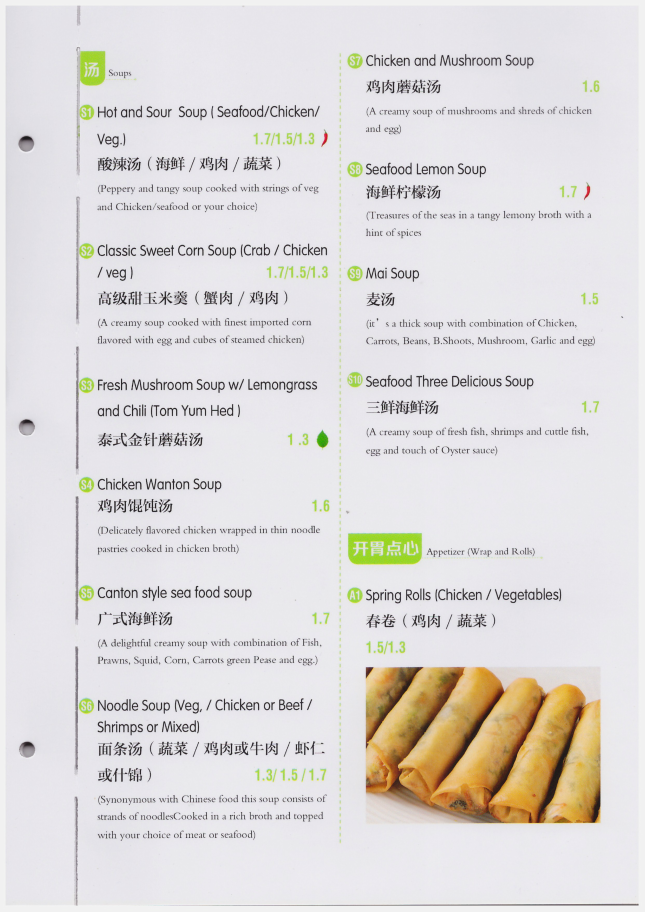 汤 Soups
S1 Hot and Sour Soup ( Seafood/Chicken/
Veg.) 1.7/1.5/1.3
酸辣汤（海鲜 / 鸡肉 / 蔬菜）
(Peppery and tangy soup cooked with strings of veg
and Chicken/seafood or your choice)
S2 Classic Sweet Corn Soup (Crab / Chicken
/ veg ) 1.7/1.5/1.3
高级甜玉米羹（蟹肉 / 鸡肉）
(A creamy soup cooked with finest imported corn
flavored with egg and cubes of steamed chicken)
S3 Fresh Mushroom Soup w/ Lemongrass
and Chili (Tom Yum Hed )
泰式金针蘑菇汤 1 .3
S4 Chicken Wanton Soup
鸡肉馄饨汤 1.6
(Delicately flavored chicken wrapped in thin noodle
pastries cooked in chicken broth)
S5 Canton style sea food soup
广式海鲜汤 1.7
(A delightful creamy soup with combination of Fish,
Prawns, Squid, Corn, Carrots green Pease and egg.)
S6 Noodle Soup (Veg, / Chicken or Beef /
Shrimps or Mixed)
面条汤（蔬菜 / 鸡肉或牛肉 / 虾仁
或什锦） 1.3/ 1.5 / 1.7
(Synonymous with Chinese food this soup consists of
strands of noodlesCooked in a rich broth and topped
with your choice of meat or seafood)
S7 Chicken and Mushroom Soup
鸡肉蘑菇汤 1.6
(A creamy soup of mushrooms and shreds of chicken
and egg)
S8 Seafood Lemon Soup
海鲜柠檬汤 1.7
(Treasures of the seas in a tangy lemony broth with a
hint of spices
S9 Mai Soup
麦汤 1.5
(it' s a thick soup with combination of Chicken,
Carrots, Beans, B.Shoots, Mushroom, Garlic and egg)
S10 Seafood Three Delicious Soup
三鲜海鲜汤 1.7
(A creamy soup of fresh fish, shrimps and cuttle fish,
egg and touch of Oyster sauce)
开胃点心 Appetizer (Wrap and Rolls)
A1 Spring Rolls (Chicken / Vegetables)
春卷（鸡肉 / 蔬菜）
1.5/1.3